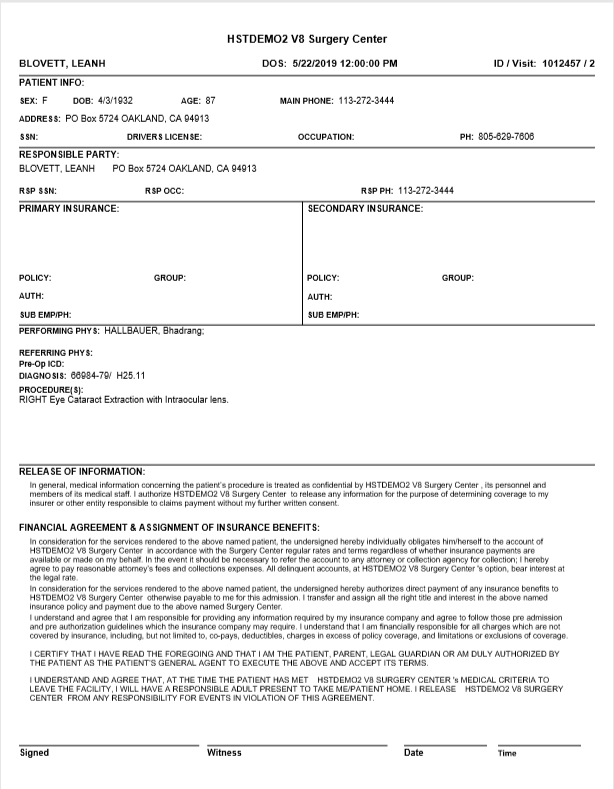 HSTDEMO2 V8 Surgery Center
BLOVETT, LEANH DOS: 5/22/2019 12:00:00 PM ID / Visit: 1012457 / 2
PATIENT INFO:
SEX: F DOB: 4/3/1932 AGE: 87 MAIN PHONE: 113-272-3444
ADDRESS: PO Box 5724 OAKLAND, CA 94913
SSN: DRIVERS LICENSE: OCCUPATION: PH: 805-629-7606
RESPONSIBLE PARTY:
BLOVETT, LEANH PO Box 5724 OAKLAND, CA 94913
RSP SSN: RSP OCC: RSP PH: 113-272-3444
PRIMARY INSURANCE: SECONDARY INSURANCE:
POLICY: GROUP: POLICY: GROUP:
AUTH: AUTH:
SUB EMP/PH: SUB EMP/PH:
PERFORMING PHYS: HALLBAUER, Bhadrang;
REFERRING PHYS:
Pre-Op ICD:
DIAGNOSIS: 66984-79/ H25.11
PROCEDURE(S):
RIGHT Eye Cataract Extraction with Intraocular lens.
RELEASE OF INFORMATION:
In general, medical information concerning the patient's procedure is treated as confidential by HSTDEMO2 V8 Surgery Center , its personnel and
members of its medical staff. I authorize HSTDEMO2 V8 Surgery Center to release any information for the purpose of determining coverage to my
insurer or other entity responsible to claims payment without my further written consent.
FINANCIAL AGREEMENT & ASSIGNMENT OF INSURANCE BENEFITS:
In consideration for the services rendered to the above named patient, the undersigned hereby individually obligates him/herself to the account of
HSTDEMO2 V8 Surgery Center in accordance with the Surgery Center regular rates and terms regardless of whether insurance payments are
available or made on my behalf. In the event it should be necessary to refer the account to any attorney or collection agency for collection; I hereby
agree to pay reasonable attorney's fees and collections expenses. All delinquent accounts, at HSTDEMO2 V8 Surgery Center 's option, bear interest at
the legal rate.
In consideration for the services rendered to the above named patient, the undersigned hereby authorizes direct payment of any insurance benefits to
HSTDEMO2 V8 Surgery Center otherwise payable to me for this admission. I transfer and assign all the right title and interest in the above named
insurance policy and payment due to the above named Surgery Center.
I understand and agree that I am responsible for providing any information required by my insurance company and agree to follow those pre admission
and pre authorization guidelines which the insurance company may require. I understand that I am financially responsible for all charges which are not
covered by insurance, including, but not limited to, co-pays, deductibles, charges in excess of policy coverage, and limitations or exclusions of coverage.
I CERTIFY THAT I HAVE READ THE FOREGOING AND THAT I AM THE PATIENT, PARENT, LEGAL GUARDIAN OR AM DULY AUTHORIZED BY
THE PATIENT AS THE PATIENT'S GENERAL AGENT TO EXECUTE THE ABOVE AND ACCEPT ITS TERMS.
I UNDERSTAND AND AGREE THAT, AT THE TIME THE PATIENT HAS MET HSTDEMO2 V8 SURGERY CENTER 's MEDICAL CRITERIA TO
LEAVE THE FACILITY, I WILL HAVE A RESPONSIBLE ADULT PRESENT TO TAKE ME/PATIENT HOME. I RELEASE HSTDEMO2 V8 SURGERY
CENTER FROM ANY RESPONSIBILITY FOR EVENTS IN VIOLATION OF THIS AGREEMENT.
Signed Witness Date Time